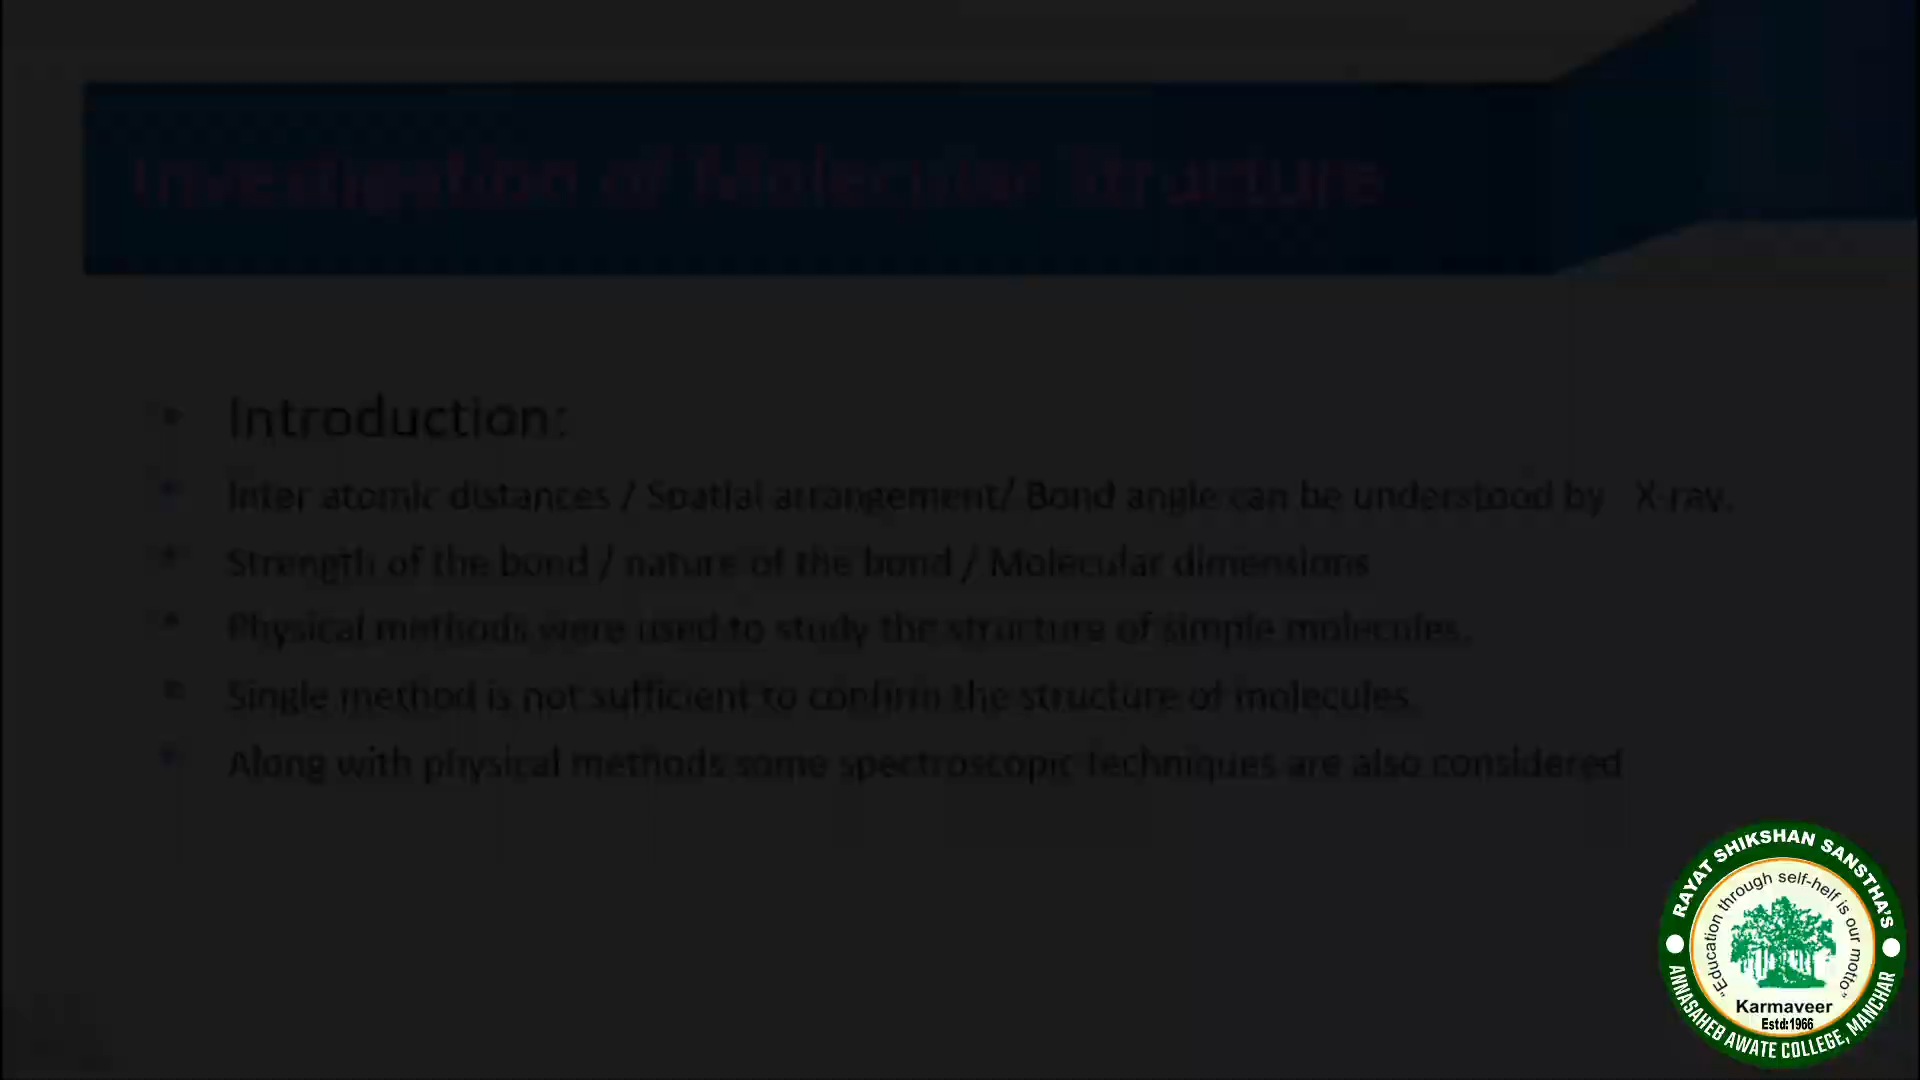 Investigation of Molecular Structure
Introduction:
Inter atomic distances / Spatial arrangement/ Bond angle can be understood by X-ray.
Strength of the bond / nature of the bond / Molecular dimensions
Physical methods were used to study the structure of simple molecules.
Single method is not sufficient to confirm the structure of molecules.
Along with physical methods some spectroscopic techniques are also considered
RAYAT SHIKSHAN SANSTHA'S
"Education through self-helf is our motto"
Karmaveer
Estd:1966
ANNASAHEB AWATE COLLEGE, MANCHAR